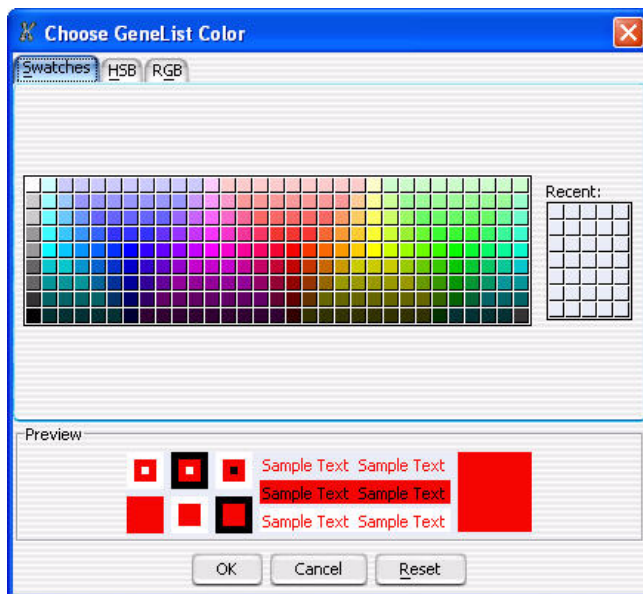 Choose GeneList Color
Swatches HSB RGB
Recent:
Preview
Sample Text Sample Text
Sample Text Sample Text
Sample Text Sample Text
OK Cancel Reset